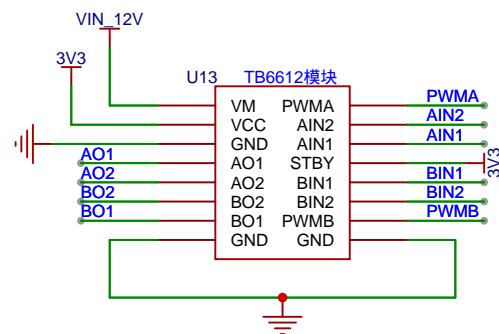 VIN_12V
3V3
U13 TB6612模块
VM PWMA PWMA
VCC AIN2 AIN2
GND AIN1 AIN1
AO1 AO1 STBY 3V3
AO2 AO2 BIN1 BIN1
BO2 BO2 BIN2 BIN2
BO1 BO1 PWMB PWMB
GND GND